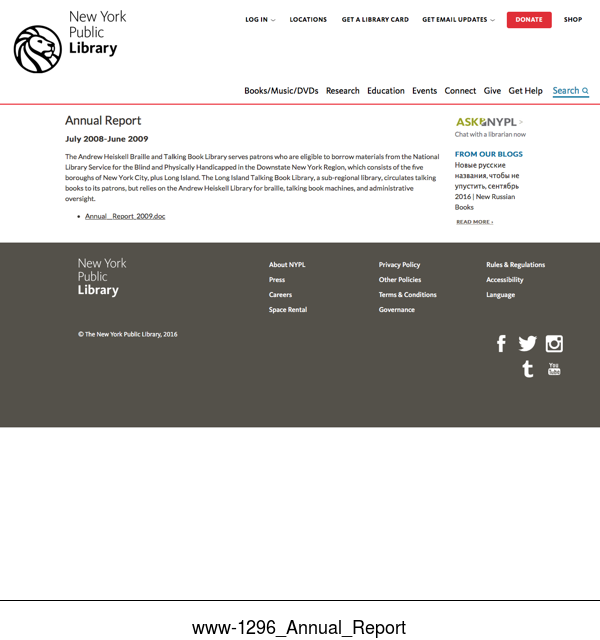 New York
Public
Library
LOG IN LOCATIONS GET A LIBRARY CARD GET EMAIL UPDATES DONATE SHOP
Books/Music/DVDs Research Education Events Connect Give Get Help Search
Annual Report
July 2008-June 2009
The Andrew Heiskell Braille and Talking Book Library serves patrons who are eligible to borrow materials from the National
Library Service for the Blind and Physically Handicapped in the Downstate New York Region, which consists of the five
boroughs of New York City, plus Long Island. The Long Island Talking Book Library, a sub-regional library, circulates talking
books to its patrons, but relies on the Andrew Heiskell Library for braille, talking book machines, and administrative
oversight.
• Annual_Report_2009.doc
ASK NYPL >
Chat with a librarian now
FROM OUR BLOGS
Новые русские
названия, чтобы не
упустить, сентябрь
2016 | New Russian
Books
READ MORE ›
New York
Public
Library
About NYPL
Press
Careers
Space Rental
Privacy Policy
Other Policies
Terms & Conditions
Governance
Rules & Regulations
Accessibility
Language
© The New York Public Library, 2016
You
Tube
www-1296_Annual_Report